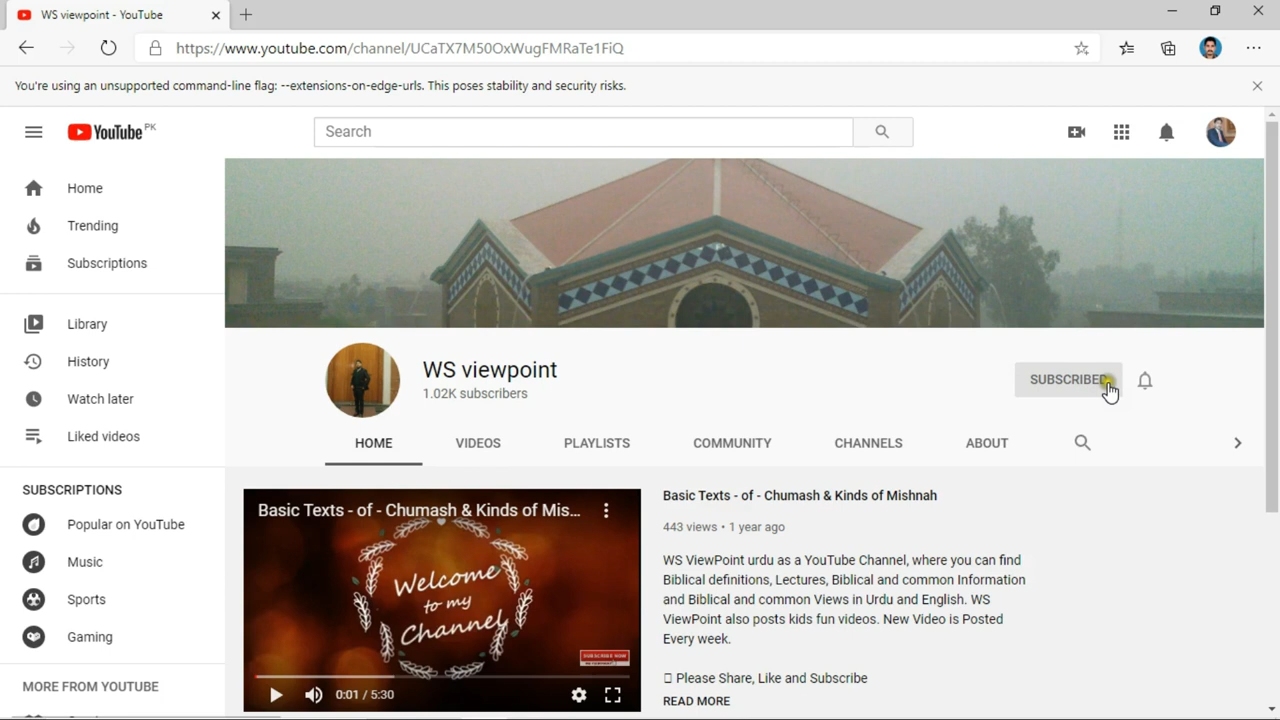 WS viewpoint - YouTube
https://www.youtube.com/channel/UCaTX7M50OxWugFMRaTe1FiQ
You're using an unsupported command-line flag: --extensions-on-edge-urls. This poses stability and security risks.
YouTube PK
Search
Home
Trending
Subscriptions
Library
History
Watch later
Liked videos
SUBSCRIPTIONS
Popular on YouTube
Music
Sports
Gaming
MORE FROM YOUTUBE
WS viewpoint
1.02K subscribers
SUBSCRIBED
HOME VIDEOS PLAYLISTS COMMUNITY CHANNELS ABOUT
Basic Texts - of - Chumash & Kinds of Mis...
Welcome
to my
Channel
SUBSCRIBE NOW
0:01 / 5:30
Basic Texts - of - Chumash & Kinds of Mishnah
443 views • 1 year ago
WS ViewPoint urdu as a YouTube Channel, where you can find
Biblical definitions, Lectures, Biblical and common Information
and Biblical and common Views in Urdu and English. WS
ViewPoint also posts kids fun videos. New Video is Posted
Every week.
Please Share, Like and Subscribe
READ MORE